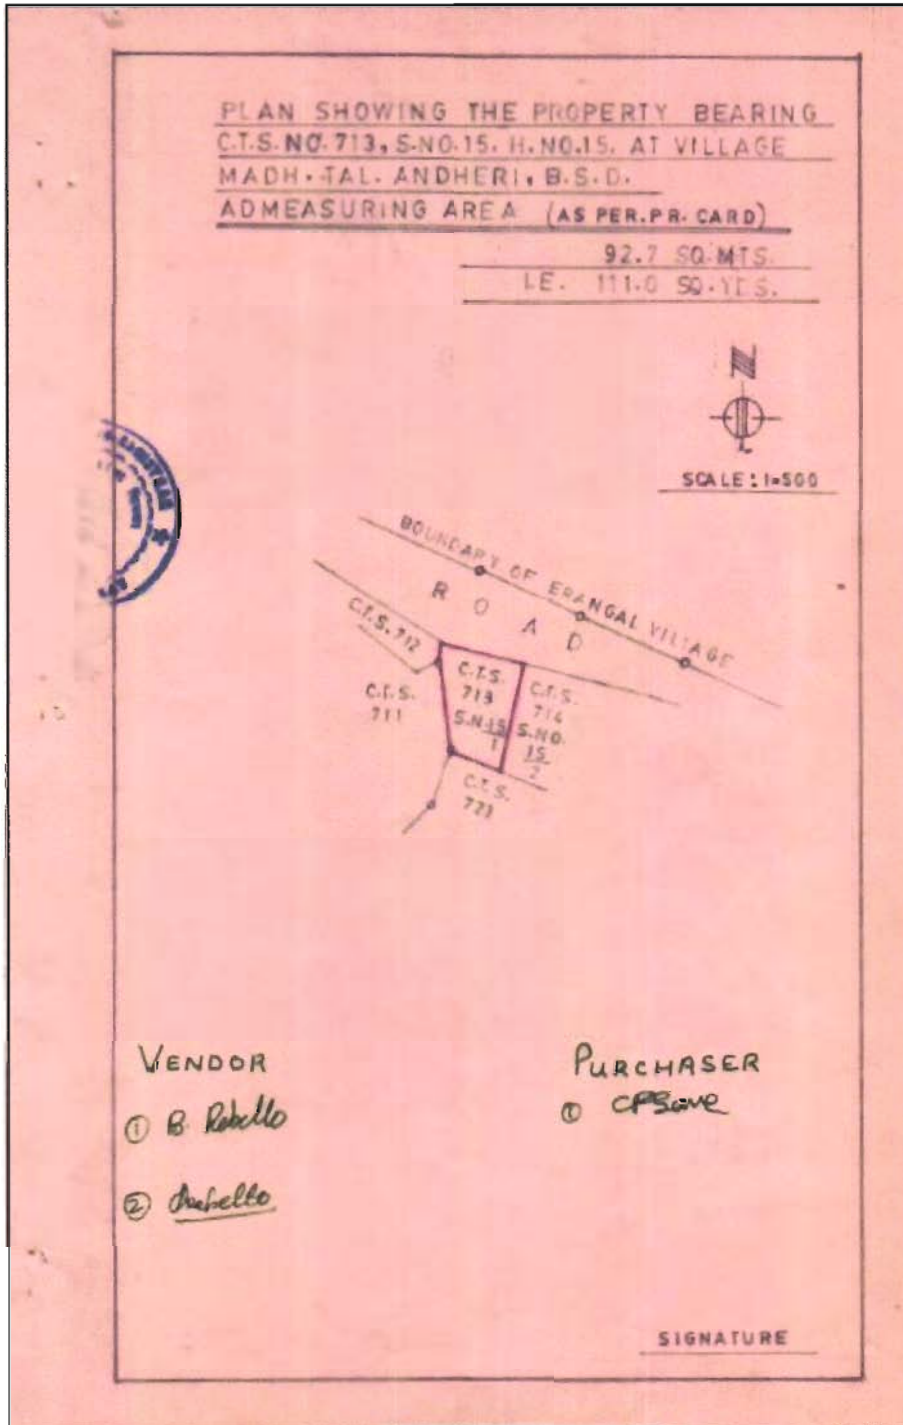 PLAN SHOWING THE PROPERTY BEARING
C.T.S. NO. 713, S.NO.15. H.NO.15. AT VILLAGE
MADH. TAL. ANDHERI, B.S.D.
ADMEASURING AREA (AS PER. PR. CARD)
92.7 SQ.MTS.
I.E. 111.0 SQ.YDS.
N
SCALE: 1=500
BOUNDARY OF ERANGAL VILLAGE
ROAD
C.T.S. 712
C.T.S.
711
C.T.S.
713
S.N.15
1
C.T.S.
714
S.NO.
15
2
C.T.S.
VENDOR
PURCHASER
① B. Rebello
①
②
SIGNATURE